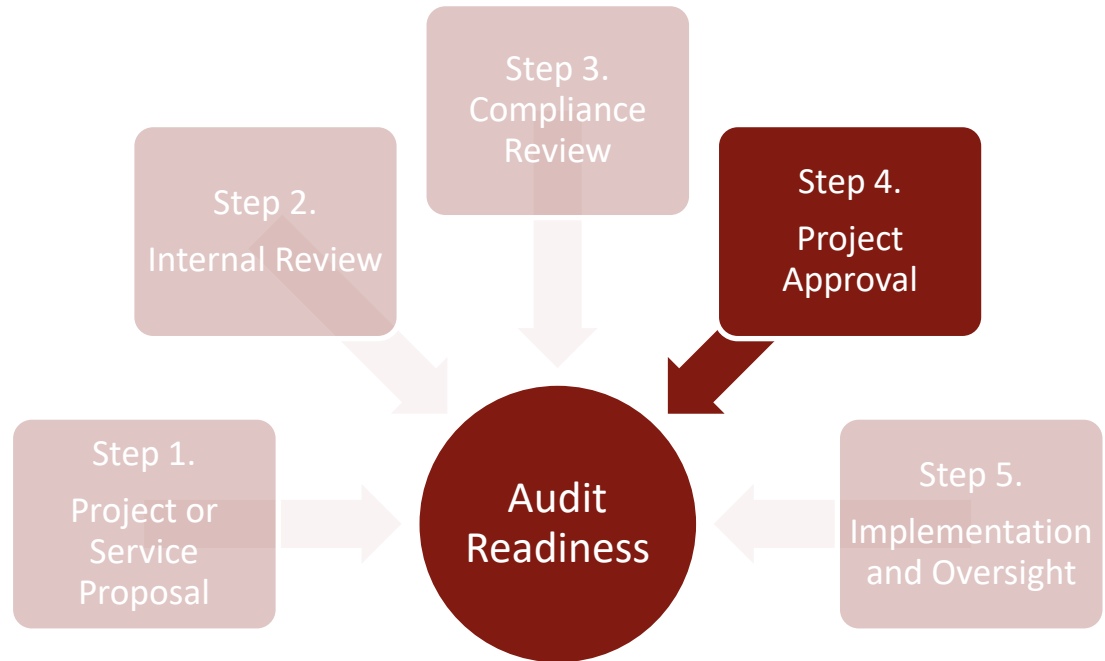 Step 1.
Project or
Service
Proposal
Step 2.
Internal Review
Step 3.
Compliance
Review
Step 4.
Project
Approval
Step 5.
Implementation
and Oversight
Audit
Readiness